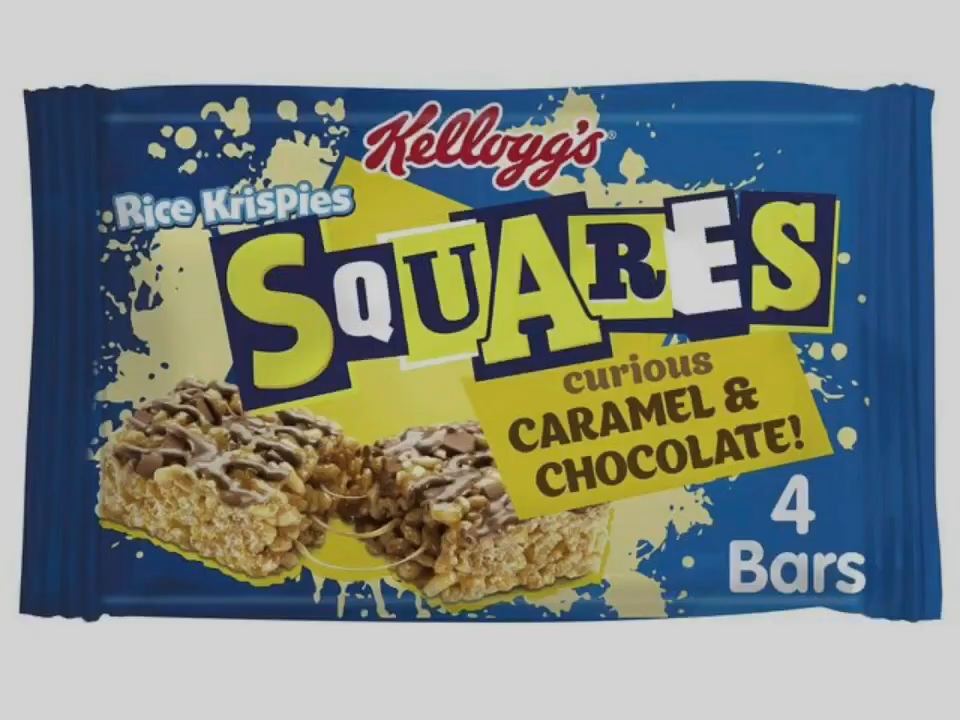 Kellogg's®
Rice Krispies
SQUARES
curious
CARAMEL &
CHOCOLATE!
4
Bars